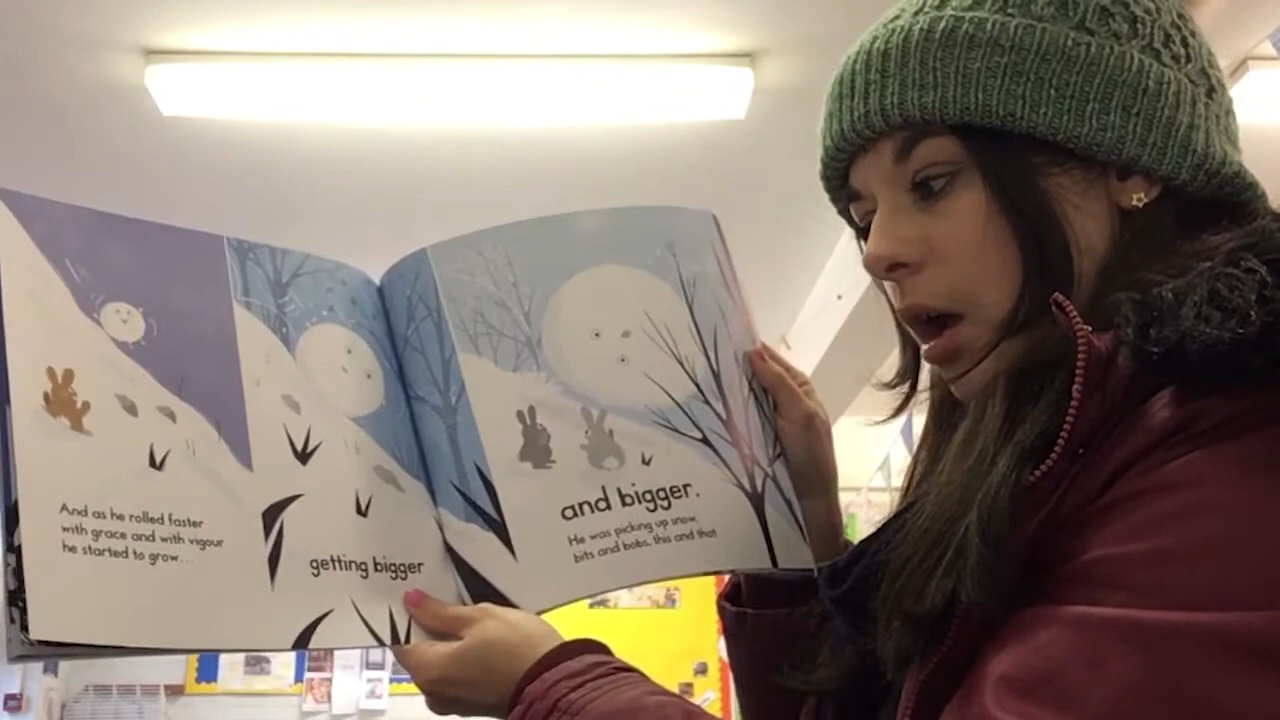 And as he rolled faster
with grace and with vigour
he started to grow...
getting bigger
and bigger.
He was picking up snow,
bits and bobs, this and that